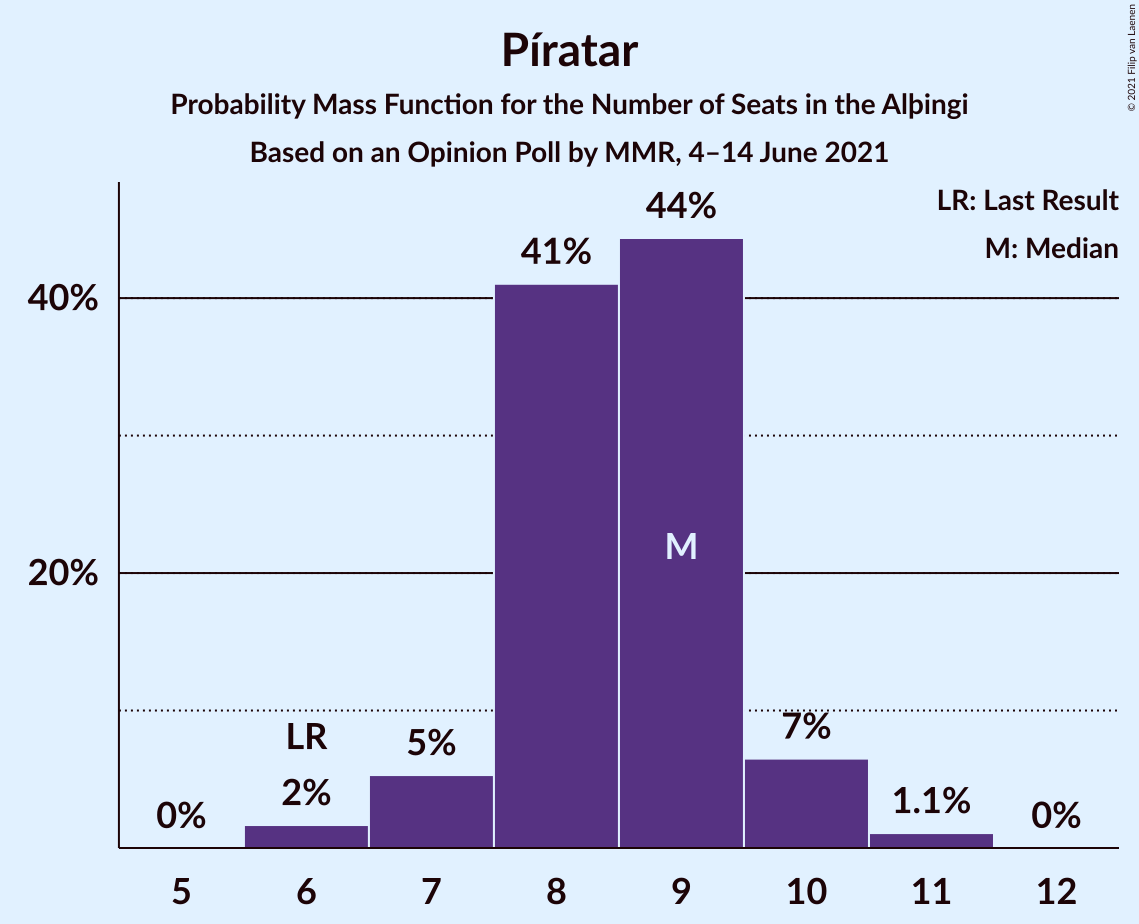 Píratar
Probability Mass Function for the Number of Seats in the Alþingi
Based on an Opinion Poll by MMR, 4–14 June 2021
© 2021 Filip van Laenen
LR: Last Result
M: Median
44%
41%
40%
M
20%
LR
7%
5%
2%
1.1%
0%
0%
5 6 7 8 9 10 11 12